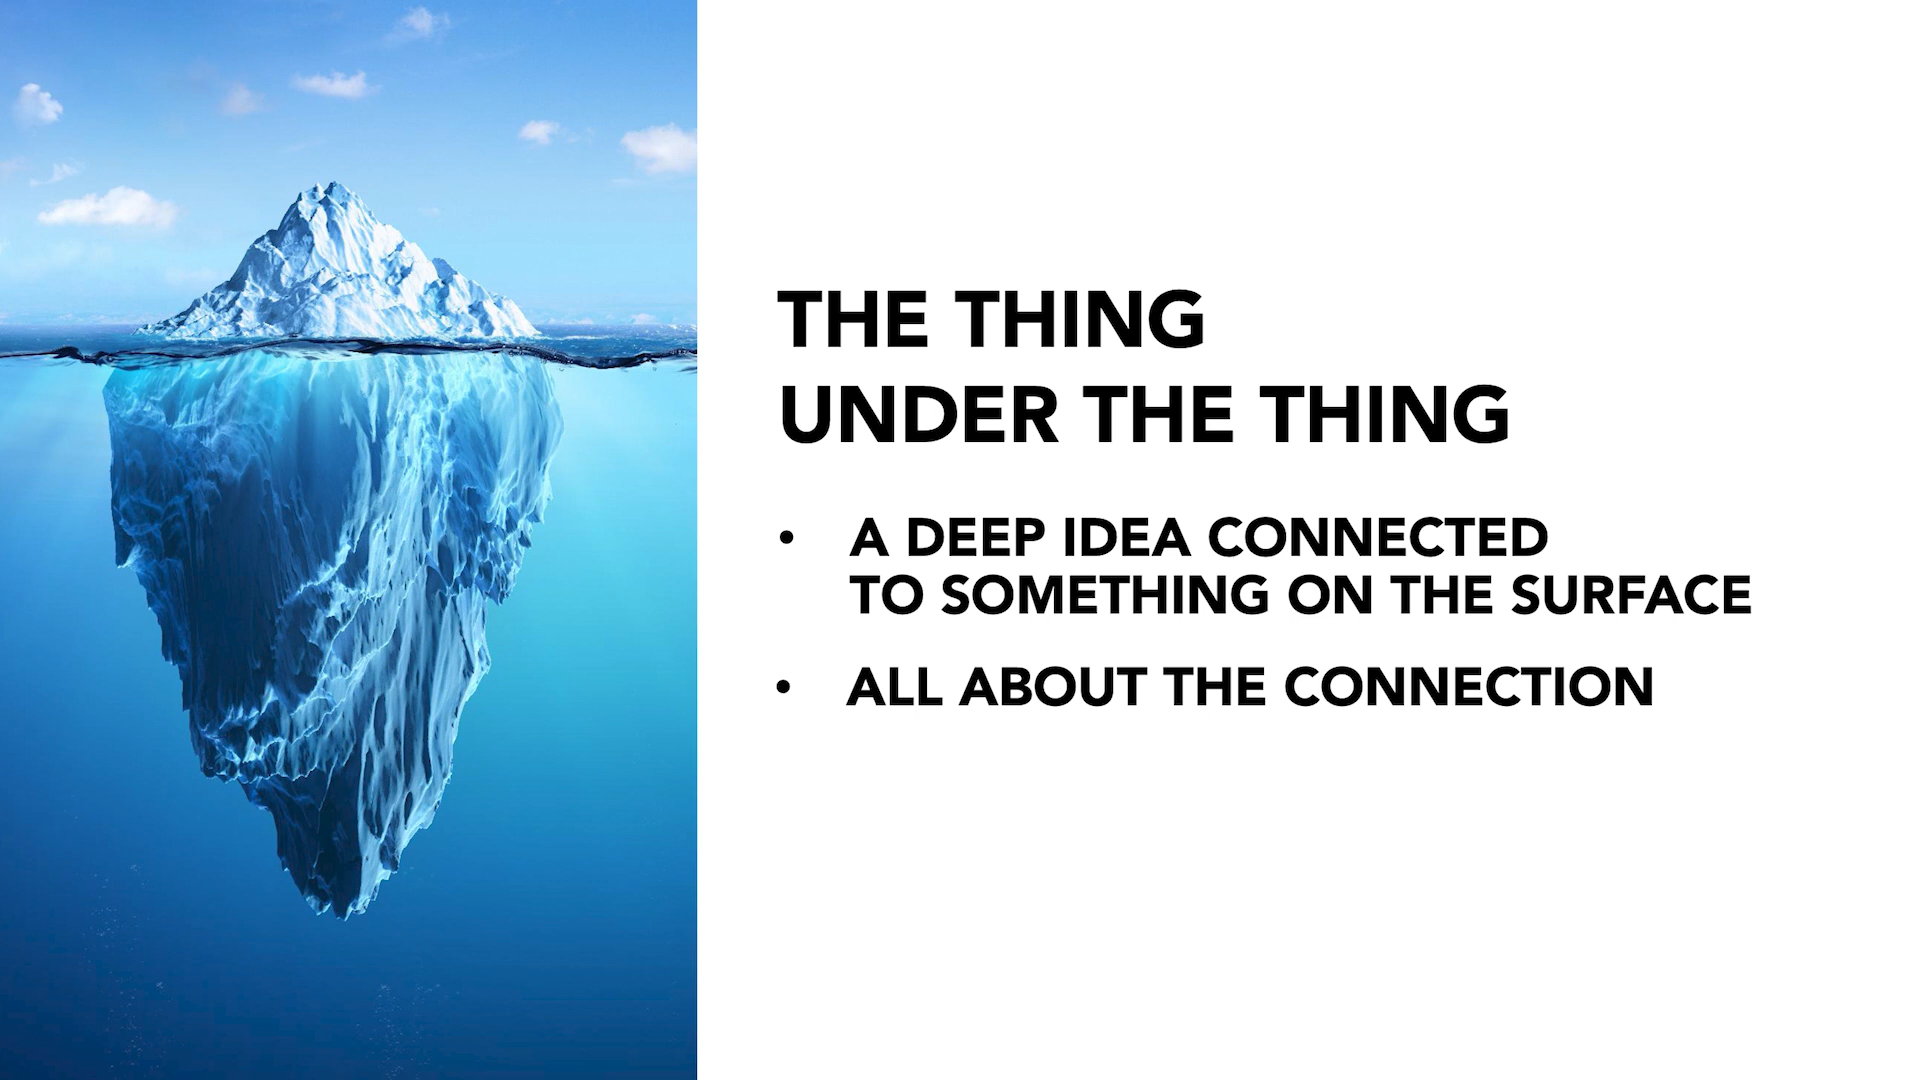 THE THING
UNDER THE THING
• A DEEP IDEA CONNECTED
TO SOMETHING ON THE SURFACE
• ALL ABOUT THE CONNECTION